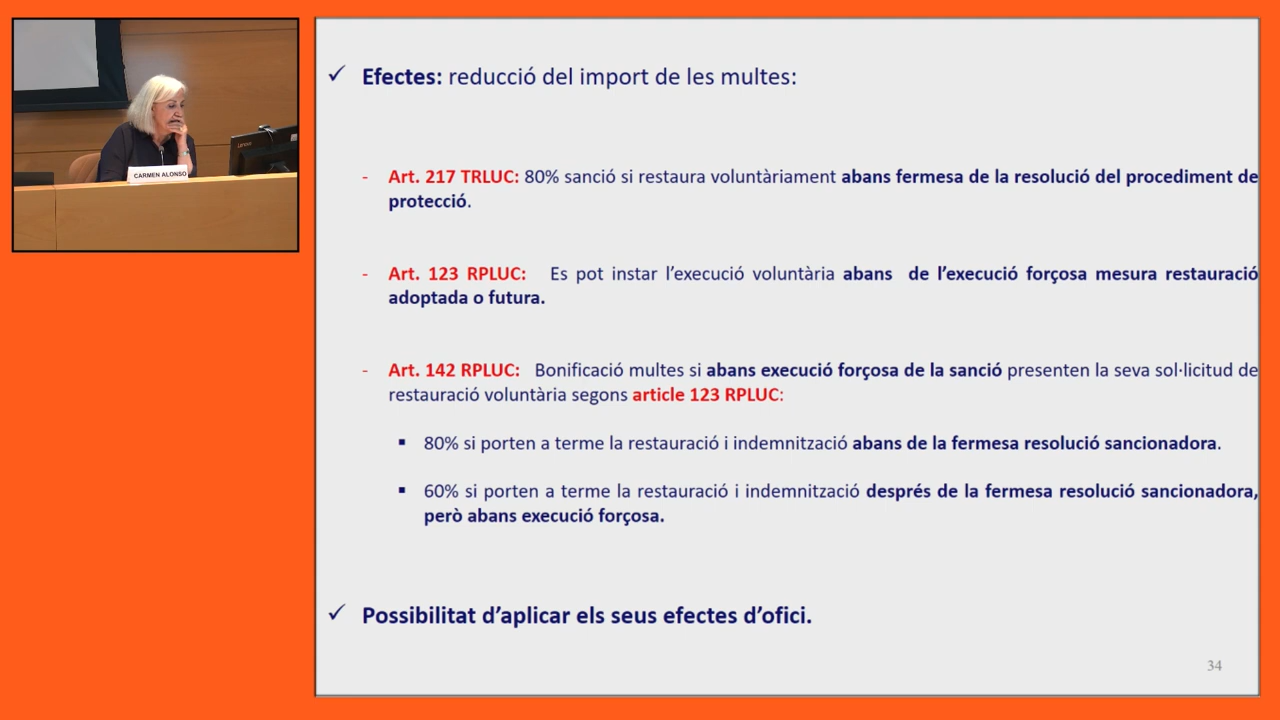 ✓ Efectes: reducció del import de les multes:
- Art. 217 TRLUC: 80% sanció si restaura voluntàriament abans fermesa de la resolució del procediment de
protecció.
- Art. 123 RPLUC: Es pot instar l’execució voluntària abans de l’execució forçosa mesura restauració
adoptada o futura.
- Art. 142 RPLUC: Bonificació multes si abans execució forçosa de la sanció presenten la seva sol·licitud de
restauració voluntària segons article 123 RPLUC:
▪ 80% si porten a terme la restauració i indemnització abans de la fermesa resolució sancionadora.
▪ 60% si porten a terme la restauració i indemnització després de la fermesa resolució sancionadora,
però abans execució forçosa.
✓ Possibilitat d’aplicar els seus efectes d’ofici.
34
CARMEN ALONSO
Lenovo